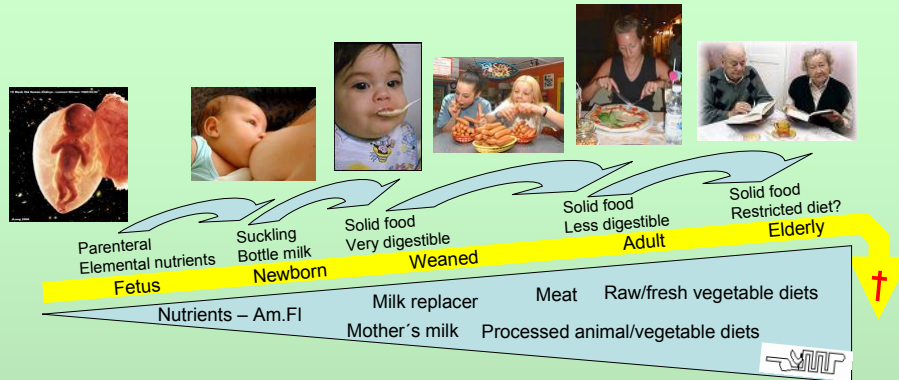 Parenteral
Elemental nutrients
Suckling
Bottle milk
Solid food
Very digestible
Solid food
Less digestible
Solid food
Restricted diet?
Fetus
Newborn
Weaned
Adult
Elderly
Nutrients – Am.Fl
Milk replacer
Meat
Raw/fresh vegetable diets
Mother´s milk
Processed animal/vegetable diets